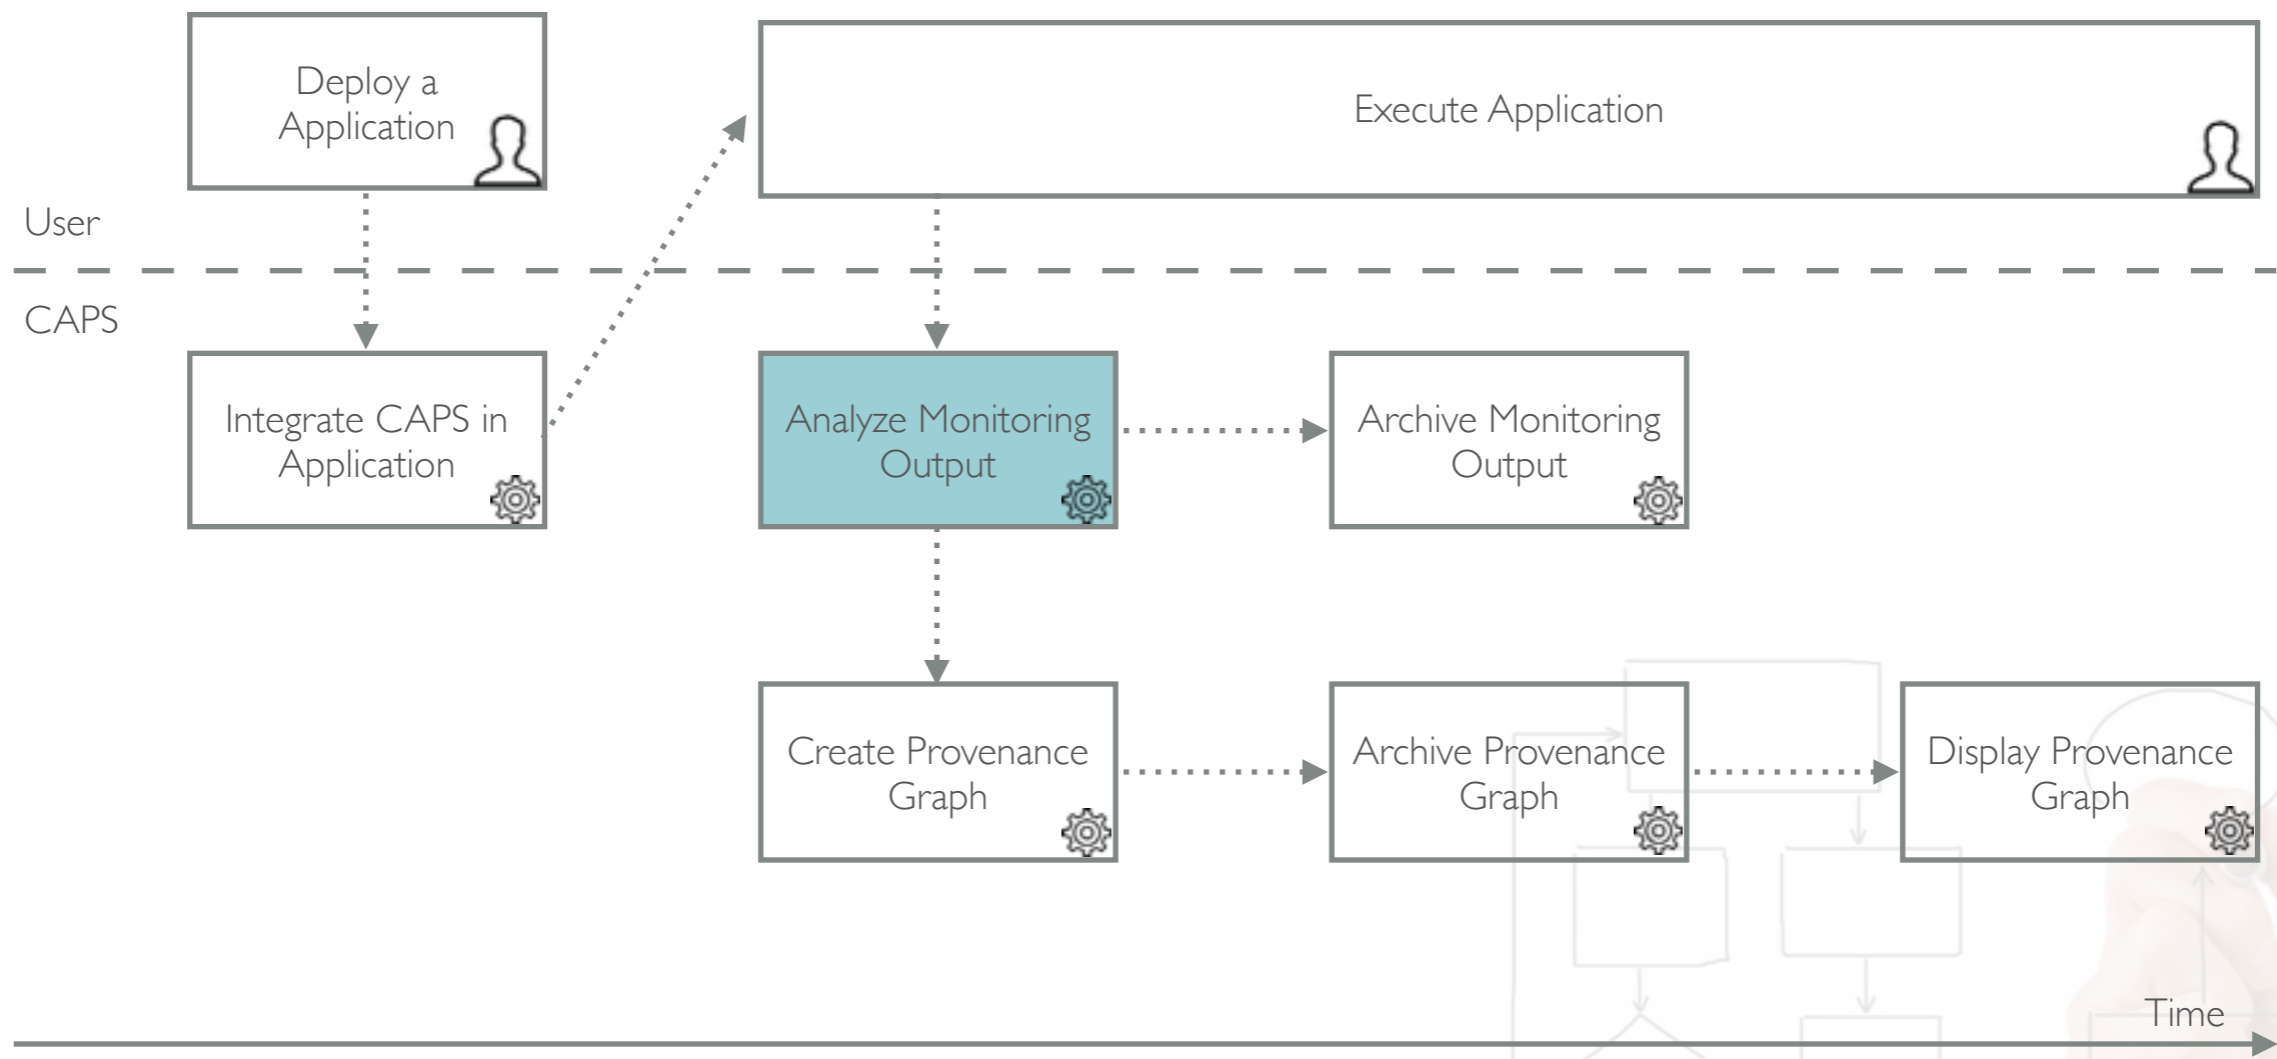 Deploy a
Application
Execute Application
User
CAPS
Integrate CAPS in
Application
Analyze Monitoring
Output
Archive Monitoring
Output
Create Provenance
Graph
Archive Provenance
Graph
Display Provenance
Graph
Time